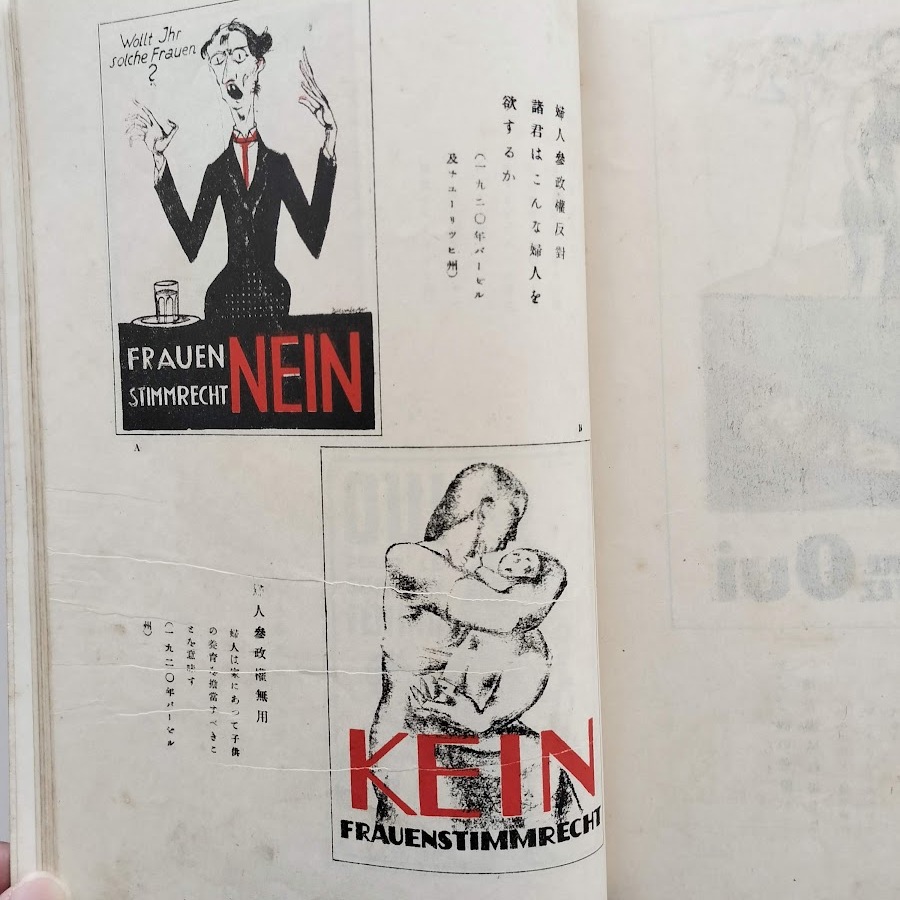 Wollt Ihr
solche Frauen
?
FRAUEN
STIMMRECHT
NEIN
A
婦人參政權反對
諸君はこんな婦人を
欲するか
(一九二〇年バーゼル
及チューリッヒ州)
B
KEIN
FRAUENSTIMMRECHT
人參政權無用
婦人は家にあつて子供
の養育を擔當すべきこ
とを意味す
(一九二〇年バーゼル
州)
Oui